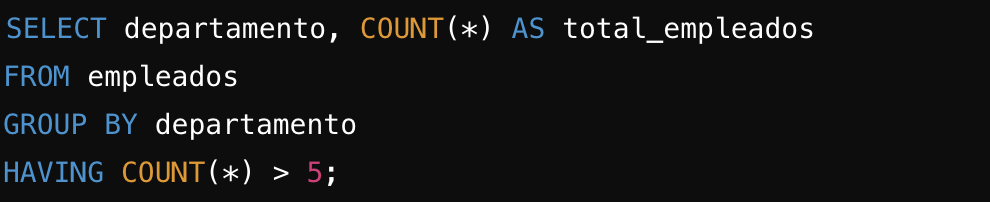 SELECT departamento, COUNT(*) AS total_empleados
FROM empleados
GROUP BY departamento
HAVING COUNT(*) > 5;